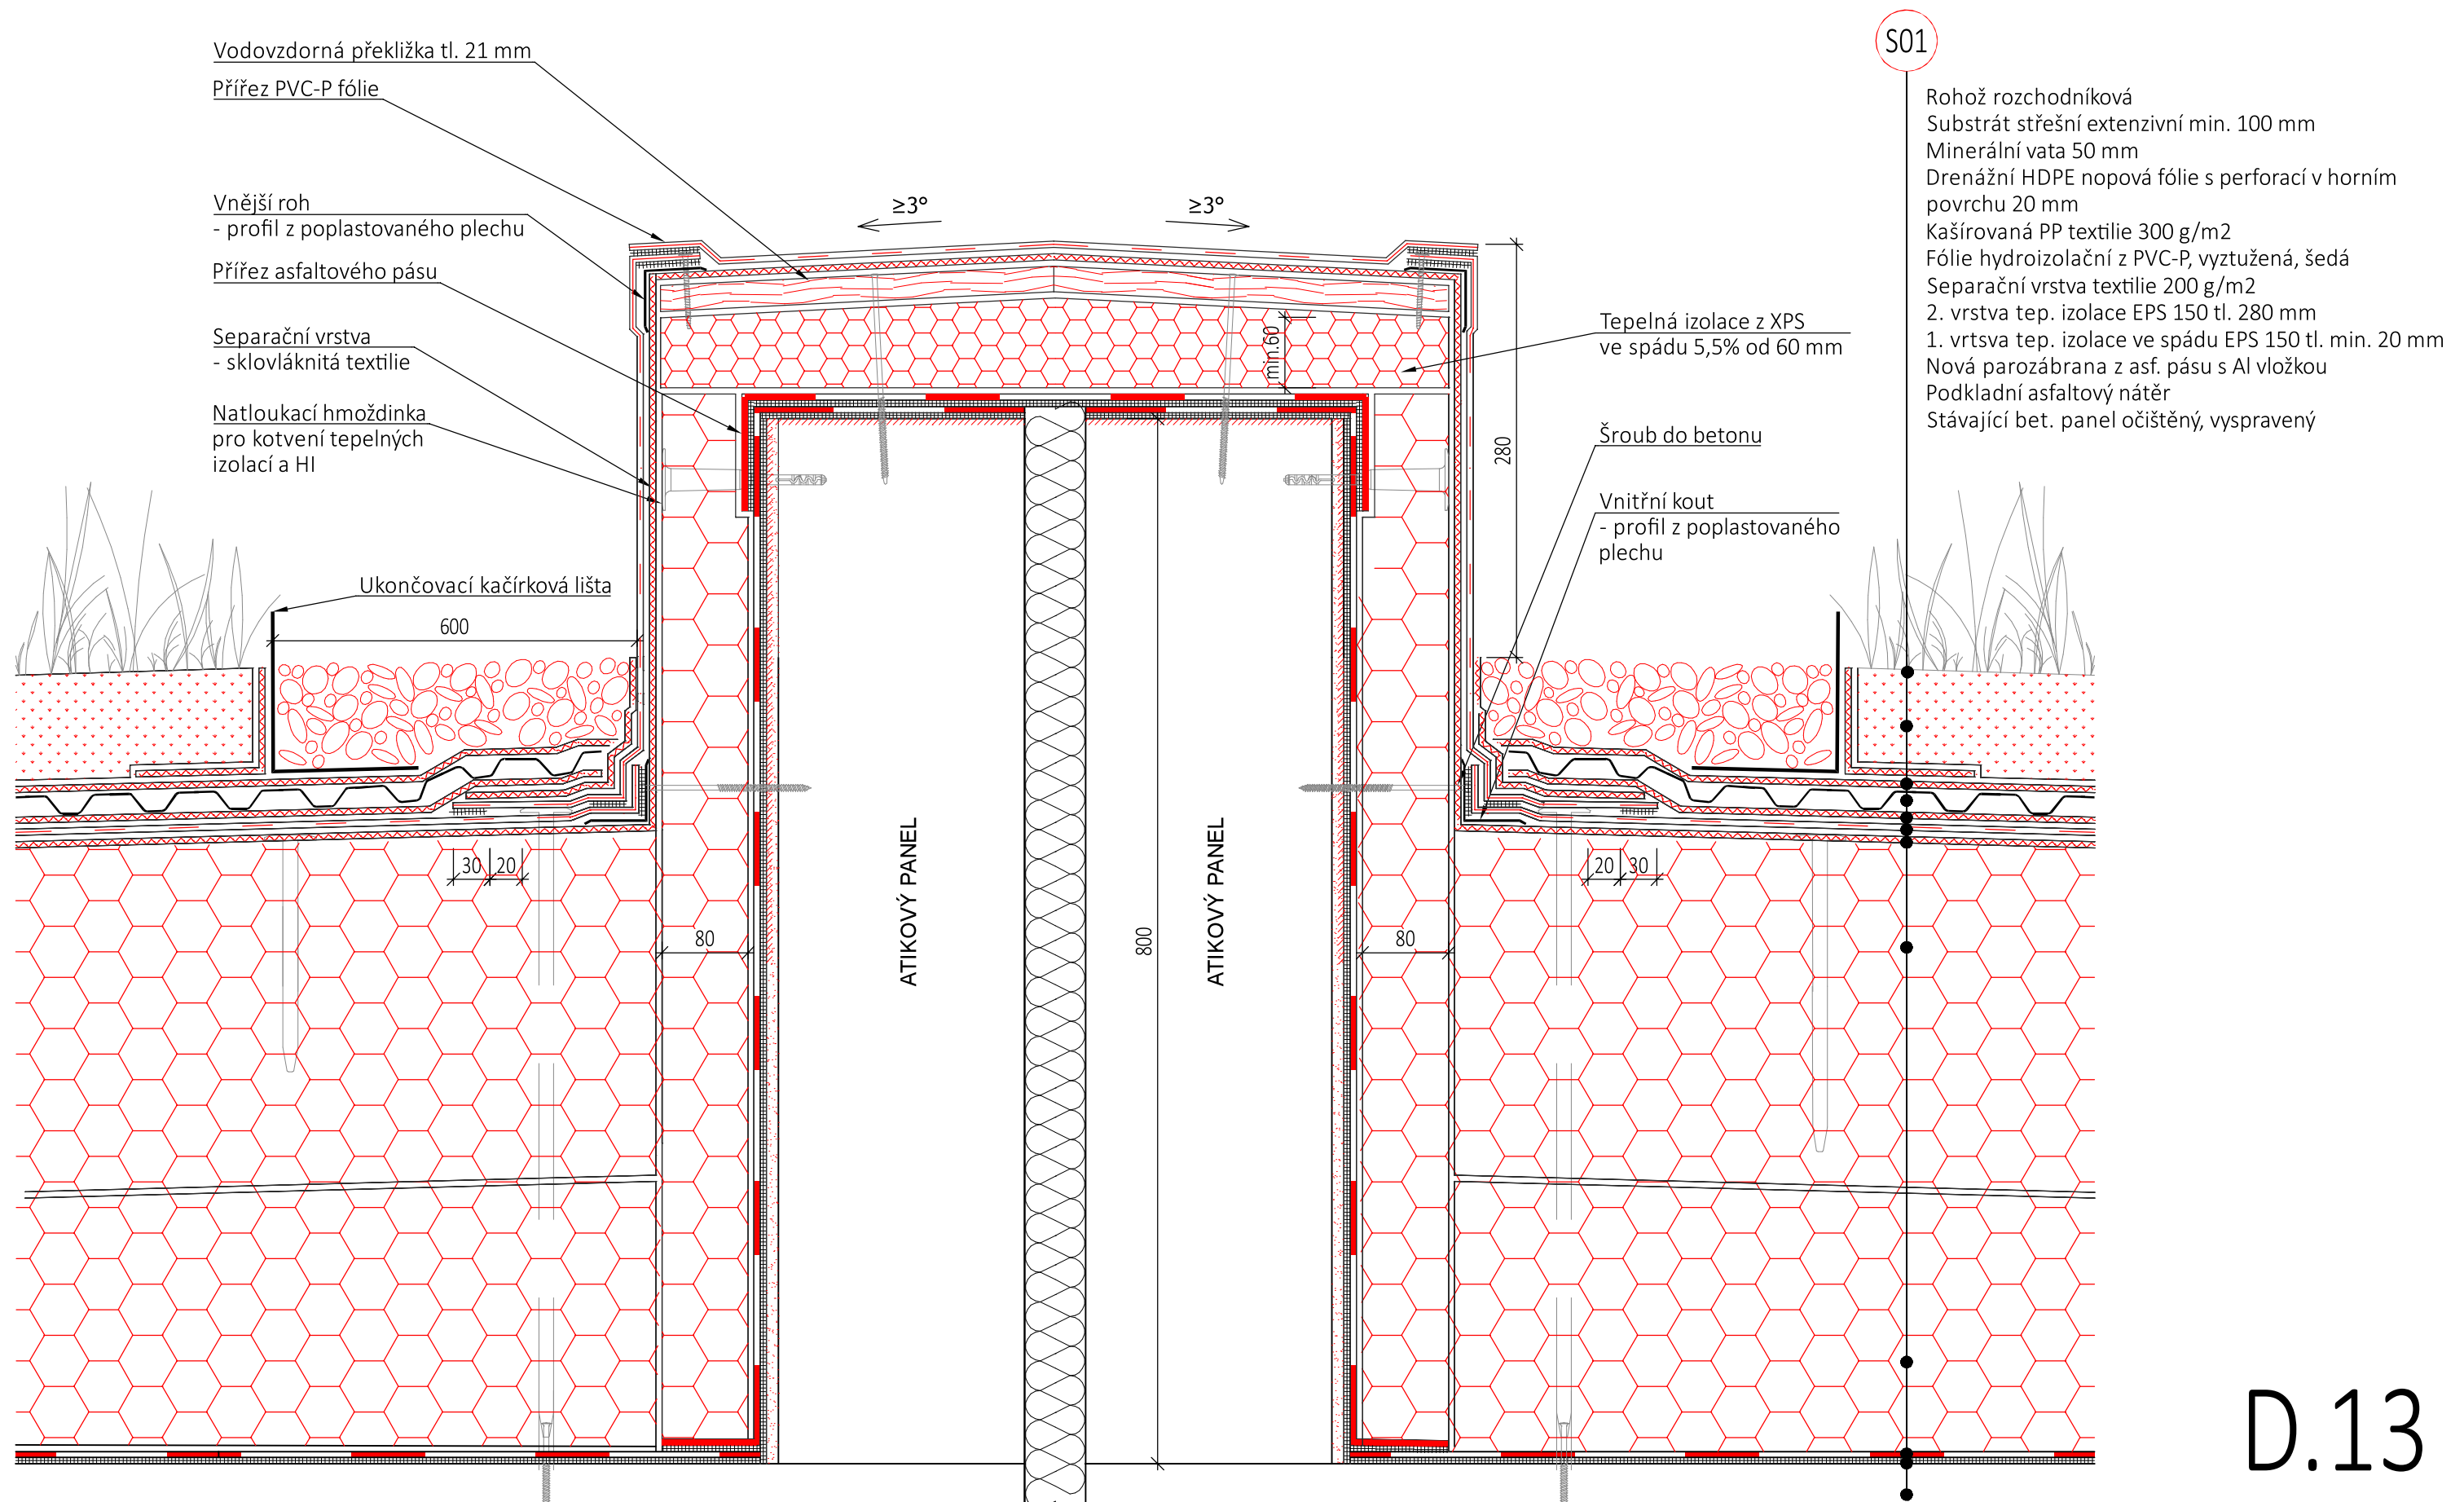 Vodovzdorná překližka tl. 21 mm
Přířez PVC-P fólie
Vnější roh
- profil z poplastovaného plechu
Přířez asfaltového pásu
Separační vrstva
- sklovláknitá textilie
Natloukací hmoždinka
pro kotvení tepelných
izolací a HI
Ukončovací kačírková lišta
600
≥3°
≥3°
min.60
280
Tepelná izolace z XPS
ve spádu 5,5% od 60 mm
Šroub do betonu
Vnitřní kout
- profil z poplastovaného
plechu
S01
Rohož rozchodníková
Substrát střešní extenzivní min. 100 mm
Minerální vata 50 mm
Drenážní HDPE nopová fólie s perforací v horním
povrchu 20 mm
Kašírovaná PP textilie 300 g/m2
Fólie hydroizolační z PVC-P, vyztužená, šedá
Separační vrstva textilie 200 g/m2
2. vrstva tep. izolace EPS 150 tl. 280 mm
1. vrtsva tep. izolace ve spádu EPS 150 tl. min. 20 mm
Nová parozábrana z asf. pásu s Al vložkou
Podkladní asfaltový nátěr
Stávající bet. panel očištěný, vyspravený
30 20
80
ATIKOVÝ PANEL
800
ATIKOVÝ PANEL
80
20 30
D.13